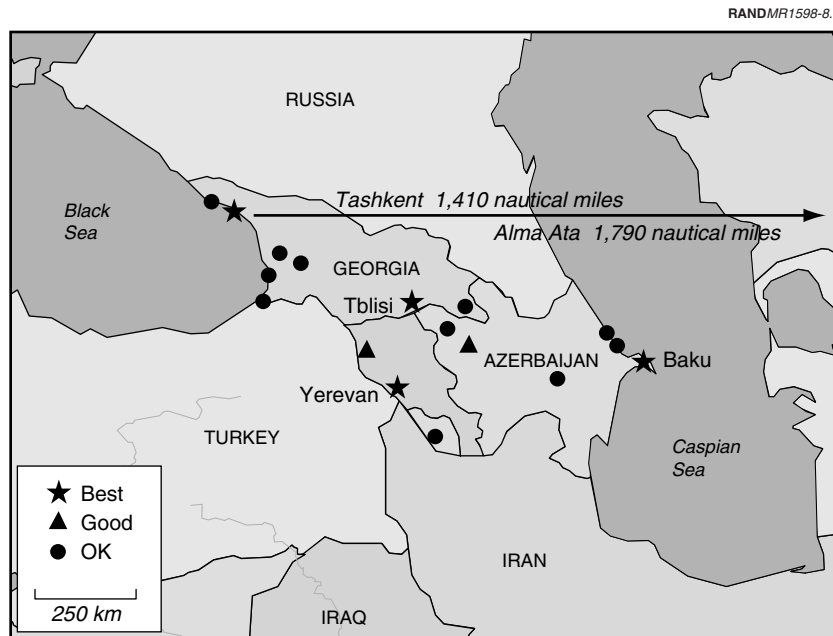 RANDMR1598-8.
RUSSIA
Black
Sea
Tashkent 1,410 nautical miles
Alma Ata 1,790 nautical miles
GEORGIA
Tblisi
AZERBAIJAN
Baku
Yerevan
TURKEY
Caspian
Sea
Best
Good
OK
250 km
IRAN
IRAQ